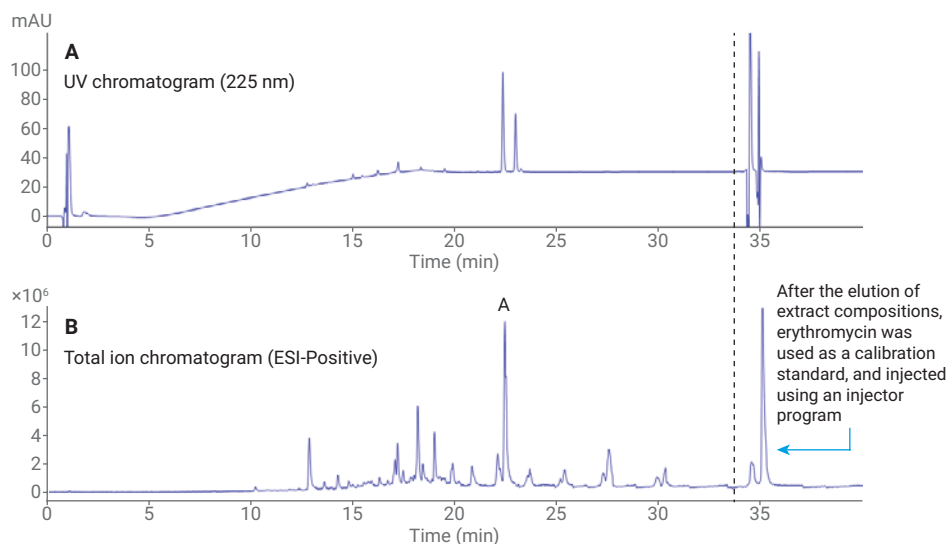 mAU
A
UV chromatogram (225 nm)
100
80
60
40
20
0
0 5 10 15 20 25 30 35
Time (min)
×10⁶
A
B
Total ion chromatogram (ESI-Positive)
12
10
8
6
4
2
0
0 5 10 15 20 25 30 35
Time (min)
After the elution of
extract compositions,
erythromycin was
used as a calibration
standard, and injected
using an injector
program